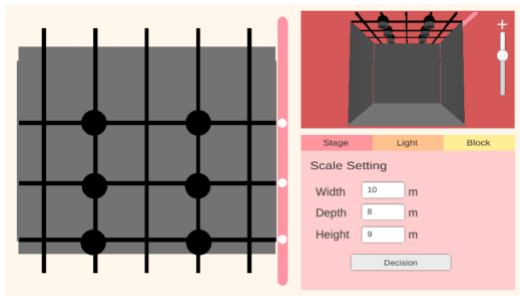 +
Stage Light Block
Scale Setting
Width 10 m
Depth 8 m
Height 9 m
Decision